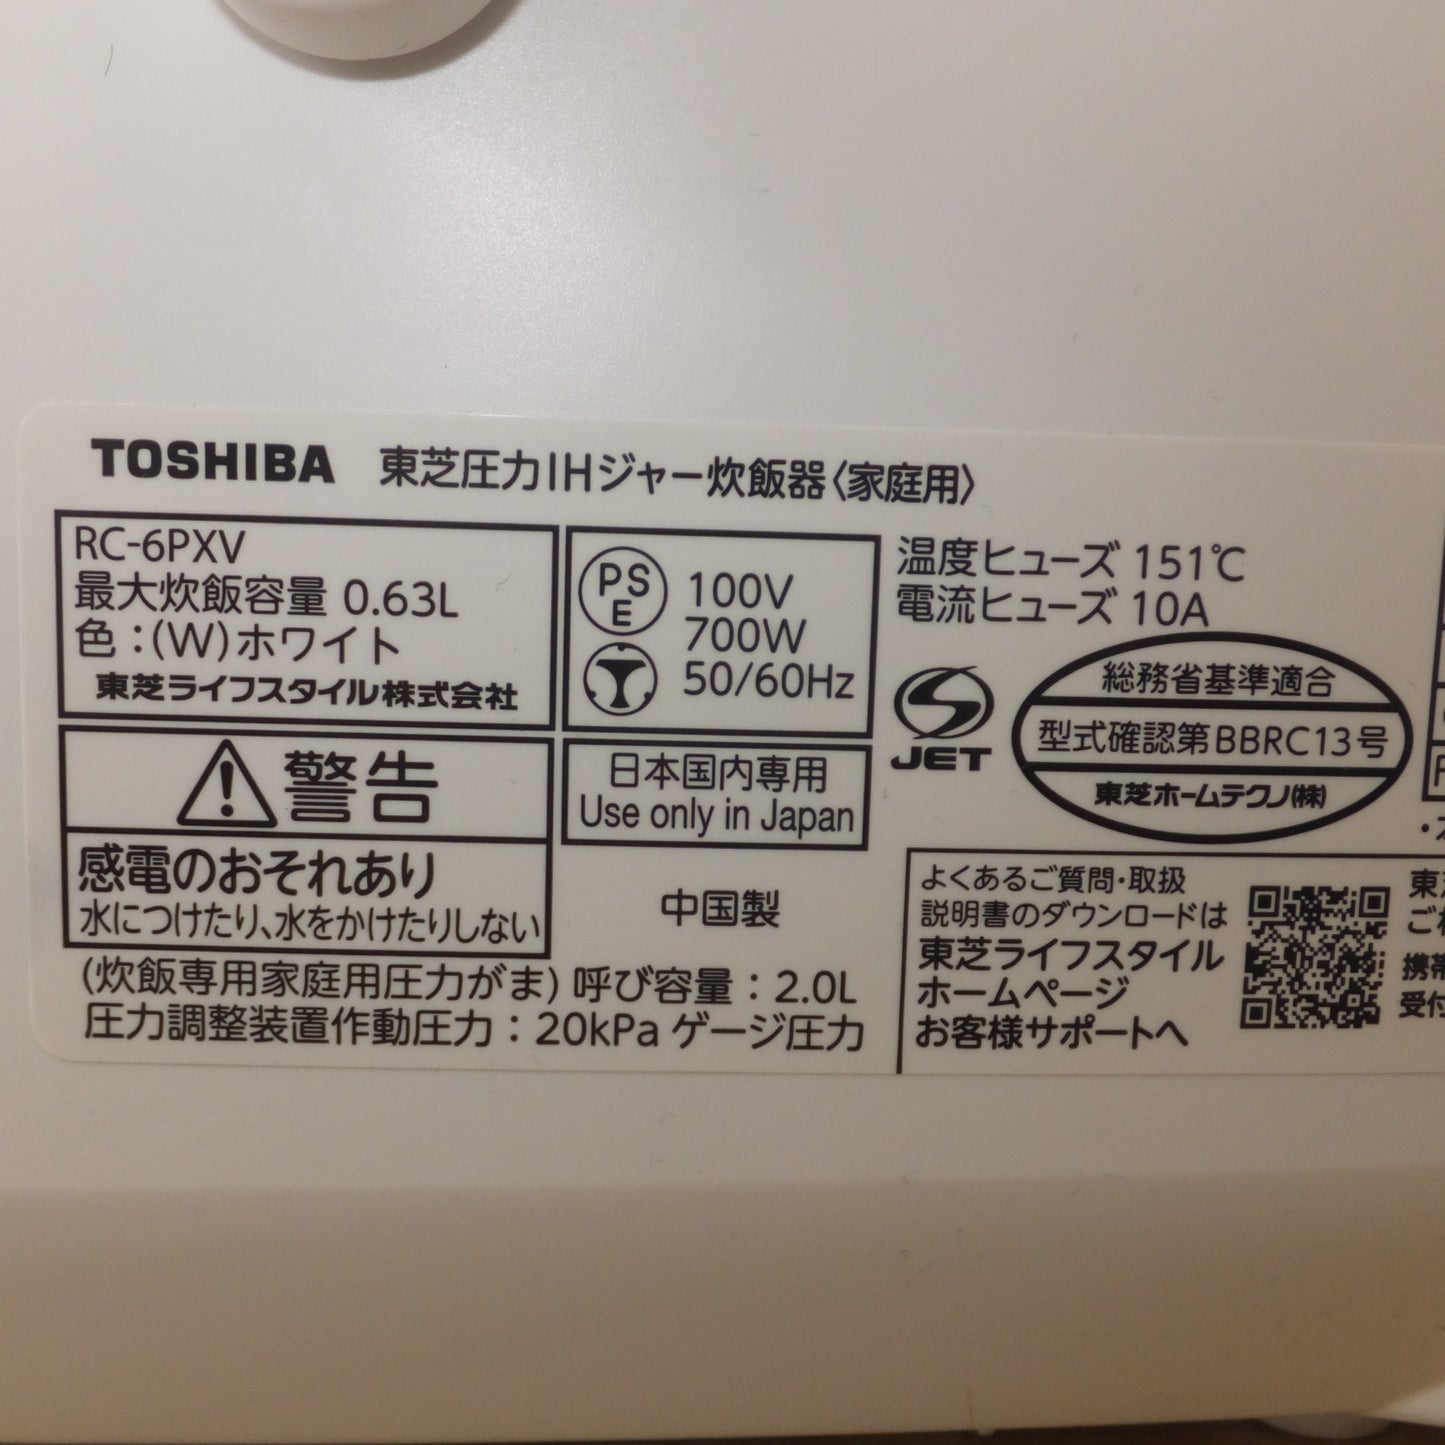 TOSHIBA 東芝圧力IHジャー炊飯器〈家庭用〉
RC-6PXV
最大炊飯容量 0.63L
色：(W)ホワイト
東芝ライフスタイル株式会社
PS
E
100V
700W
50/60Hz
温度ヒューズ 151℃
電流ヒューズ 10A
JET
総務省基準適合
型式確認第BBRC13号
東芝ホームテクノ(株)
警告
感電のおそれあり
水につけたり、水をかけたりしない
日本国内専用
Use only in Japan
中国製
(炊飯専用家庭用圧力がま) 呼び容量：2.0L
圧力調整装置作動圧力：20kPa ゲージ圧力
よくあるご質問・取扱
説明書のダウンロードは
東芝ライフスタイル
ホームページ
お客様サポートへ
携帯
受付